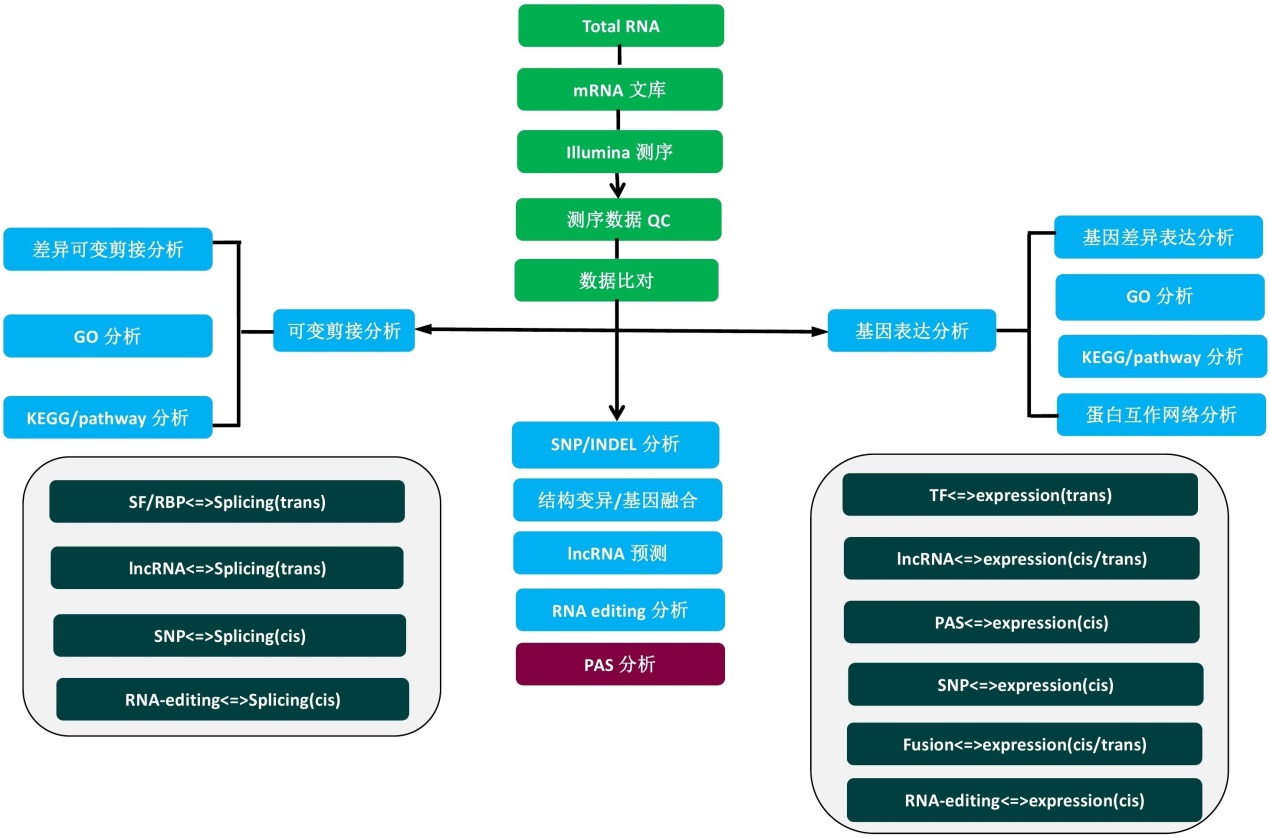 Total RNA
mRNA 文库
Illumina 测序
测序数据 QC
数据比对
差异可变剪接分析
GO 分析
KEGG/pathway 分析
可变剪接分析
基因表达分析
基因差异表达分析
GO 分析
KEGG/pathway 分析
蛋白互作网络分析
SNP/INDEL 分析
结构变异/基因融合
lncRNA 预测
RNA editing 分析
PAS 分析
SF/RBP<=>Splicing(trans)
lncRNA<=>Splicing(trans)
SNP<=>Splicing(cis)
RNA-editing<=>Splicing(cis)
TF<=>expression(trans)
lncRNA<=>expression(cis/trans)
PAS<=>expression(cis)
SNP<=>expression(cis)
Fusion<=>expression(cis/trans)
RNA-editing<=>expression(cis)